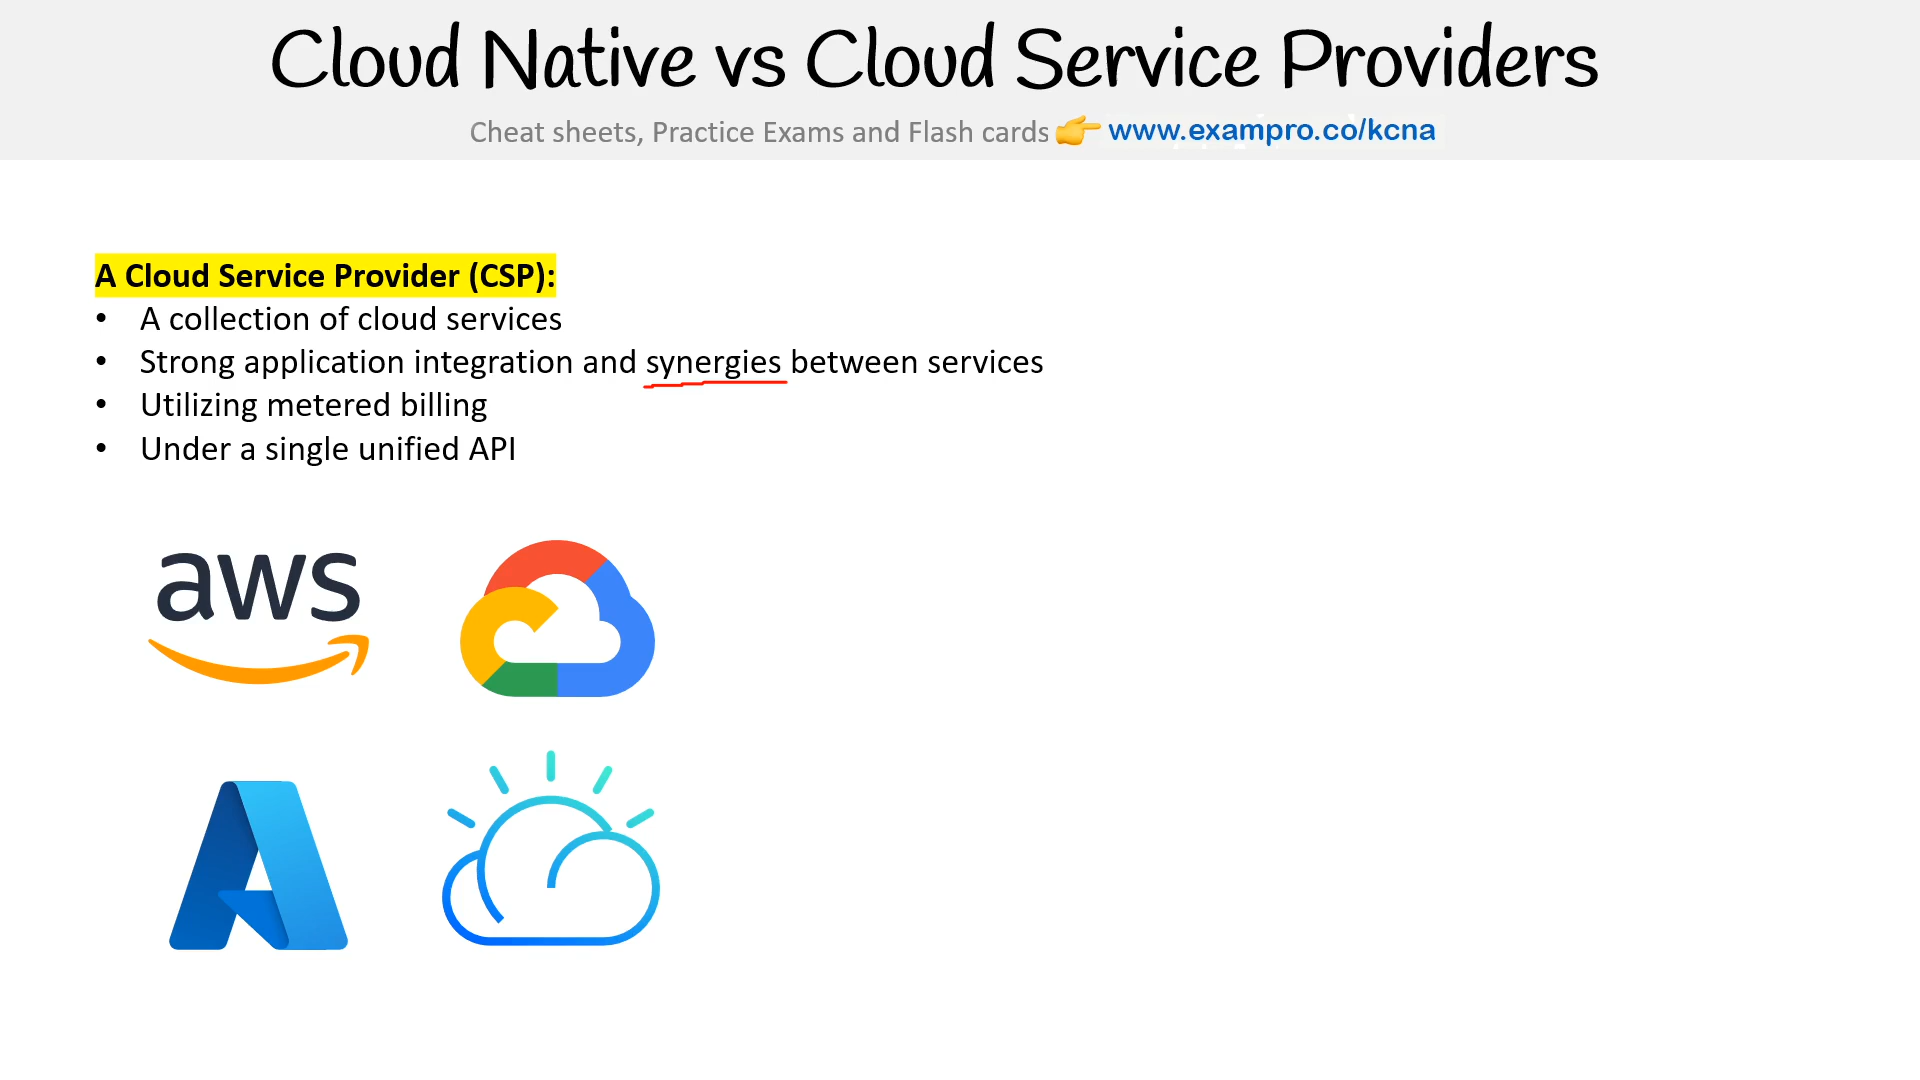 Cloud Native vs Cloud Service Providers
Cheat sheets, Practice Exams and Flash cards 👉 www.exampro.co/kcna
A Cloud Service Provider (CSP):
• A collection of cloud services
• Strong application integration and synergies between services
• Utilizing metered billing
• Under a single unified API
aws